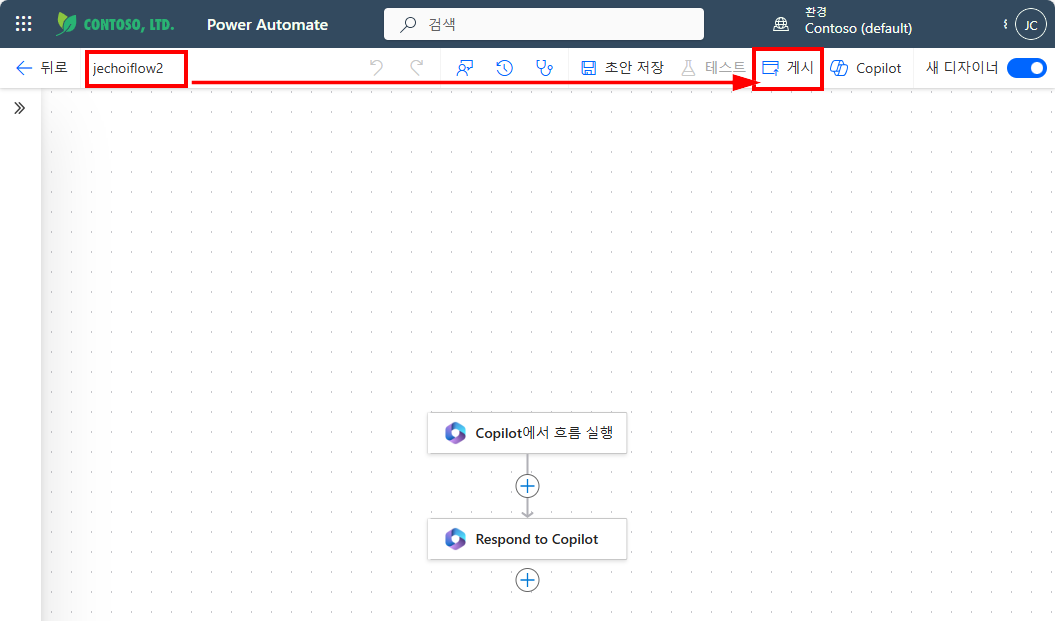 CONTOSO, LTD.
Power Automate
검색
환경
Contoso (default)
JC
뒤로
jechoiflow2
초안 저장
테스트
게시
Copilot
새 디자이너
Copilot에서 흐름 실행
Respond to Copilot